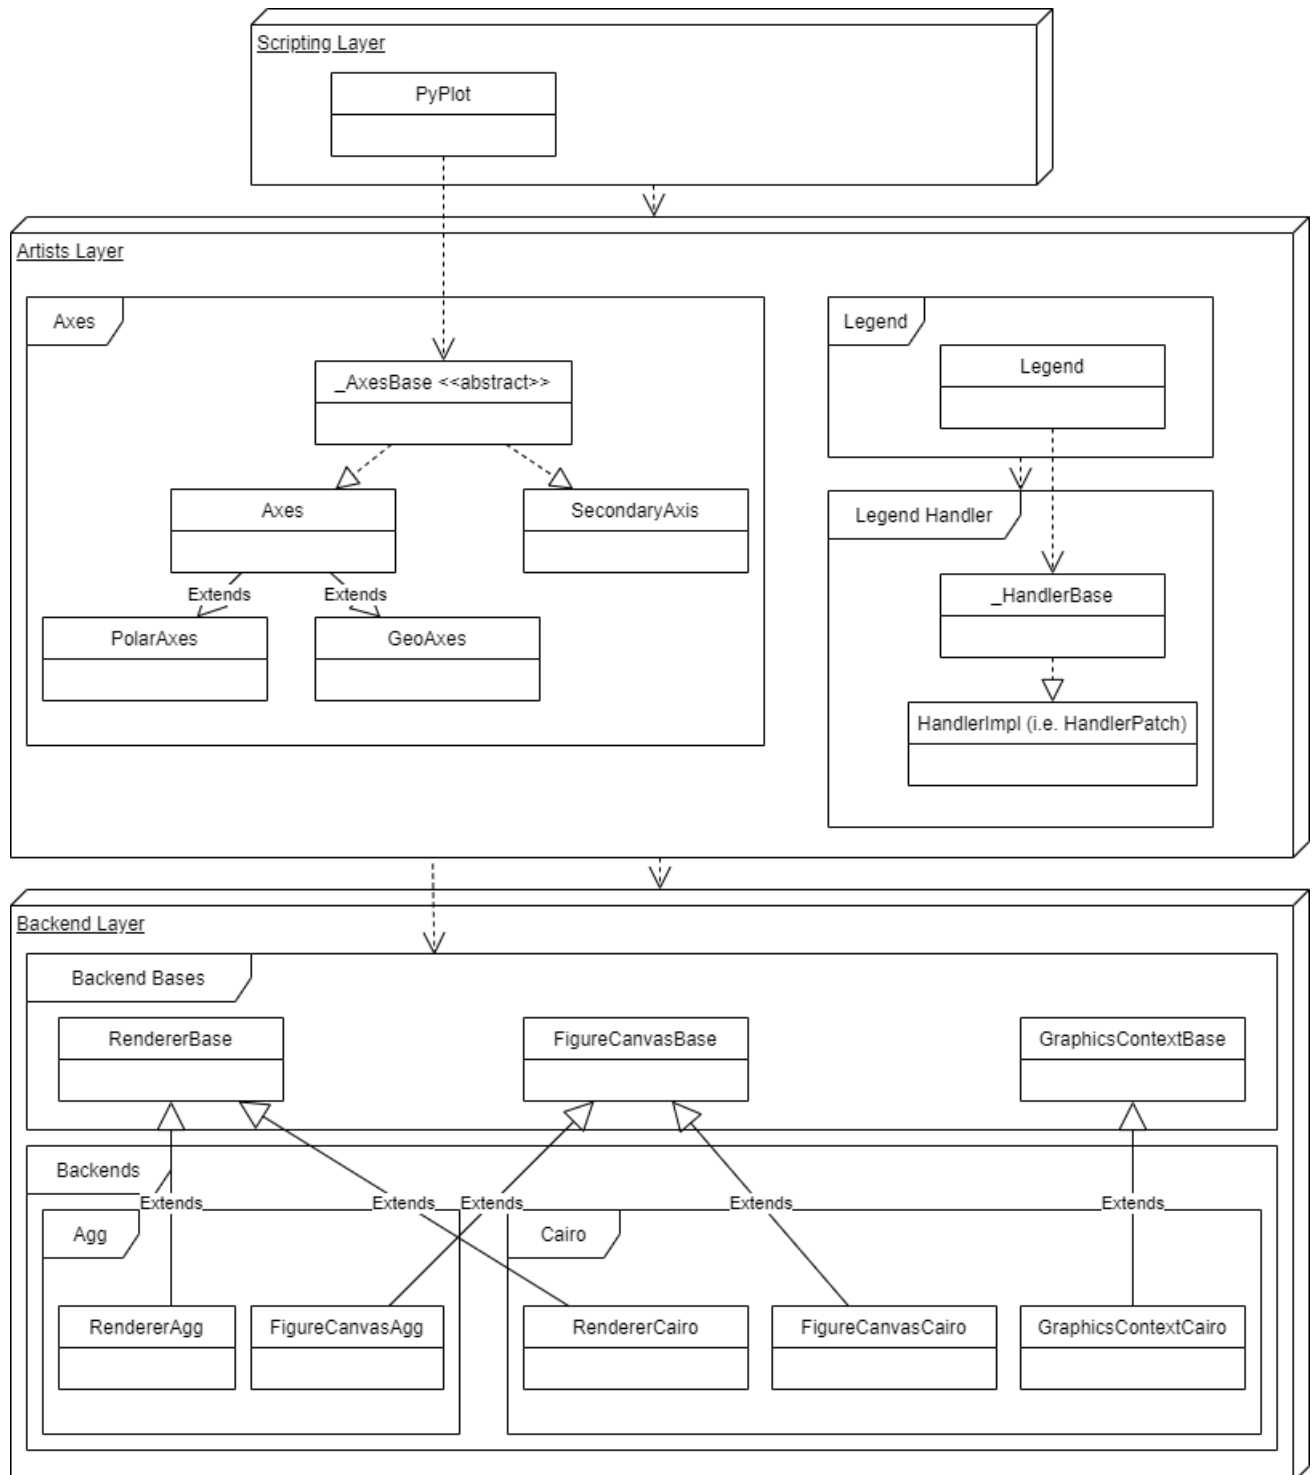 Scripting Layer
PyPlot
Artists Layer
Axes
Legend
Legend
_AxesBase <<abstract>>
Axes
SecondaryAxis
Legend Handler
Extends
Extends
_HandlerBase
PolarAxes
GeoAxes
HandlerImpl (i.e. HandlerPatch)
Backend Layer
Backend Bases
RendererBase
FigureCanvasBase
GraphicsContextBase
Backends
Extends
Extends
Extends
Extends
Extends
Agg
Cairo
RendererAgg
FigureCanvasAgg
RendererCairo
FigureCanvasCairo
GraphicsContextCairo